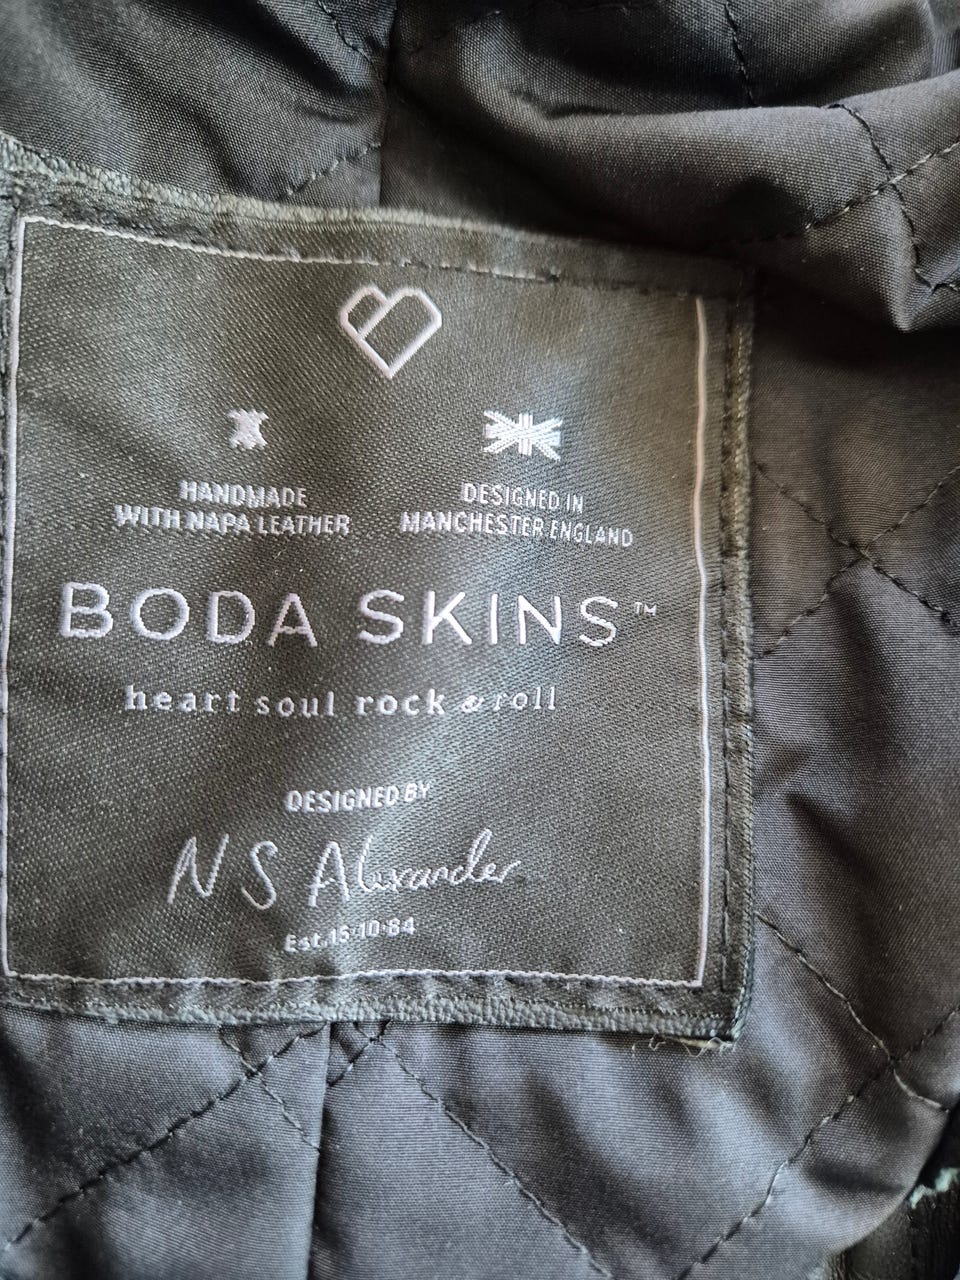 HANDMADE
WITH NAPA LEATHER
DESIGNED IN
MANCHESTER ENGLAND
BODA SKINS™
heart soul rock & roll
DESIGNED BY
NS Alexander
Est.15·10·84